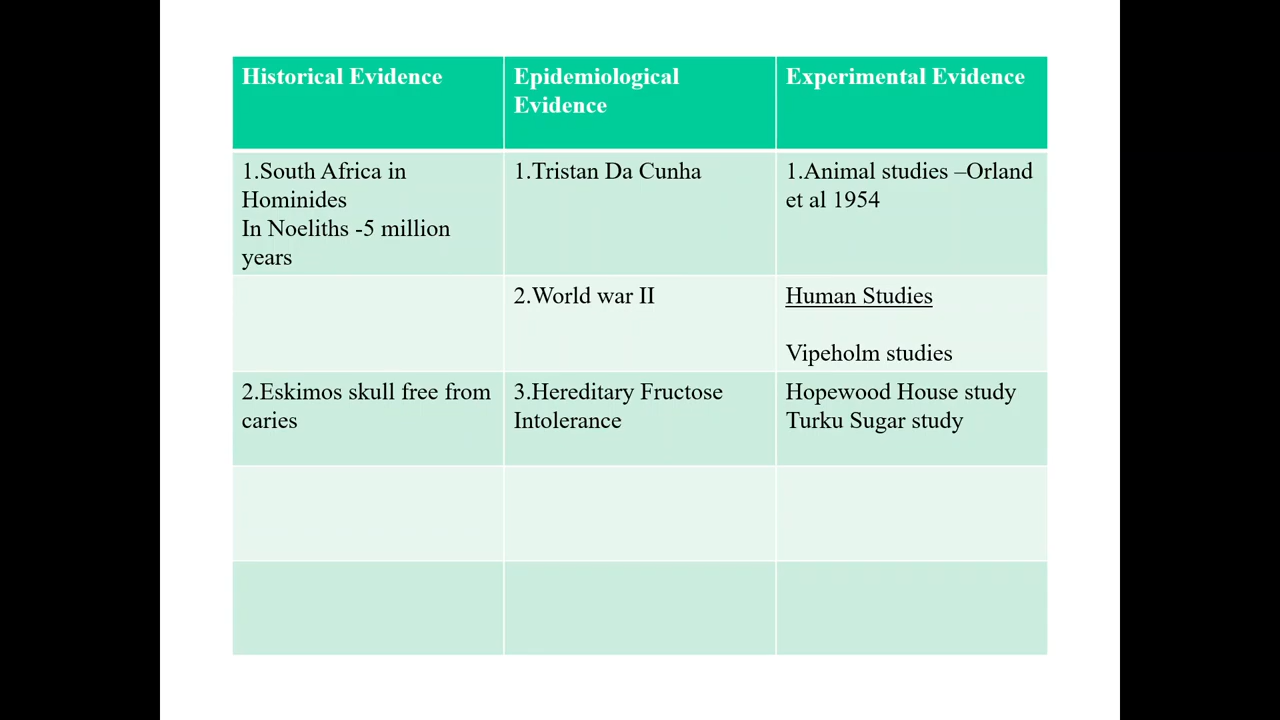 Historical Evidence
Epidemiological
Evidence
Experimental Evidence
1.South Africa in
Hominides
In Noeliths -5 million
years
1.Tristan Da Cunha
1.Animal studies –Orland
et al 1954
2.World war II
Human Studies
Vipeholm studies
2.Eskimos skull free from
caries
3.Hereditary Fructose
Intolerance
Hopewood House study
Turku Sugar study